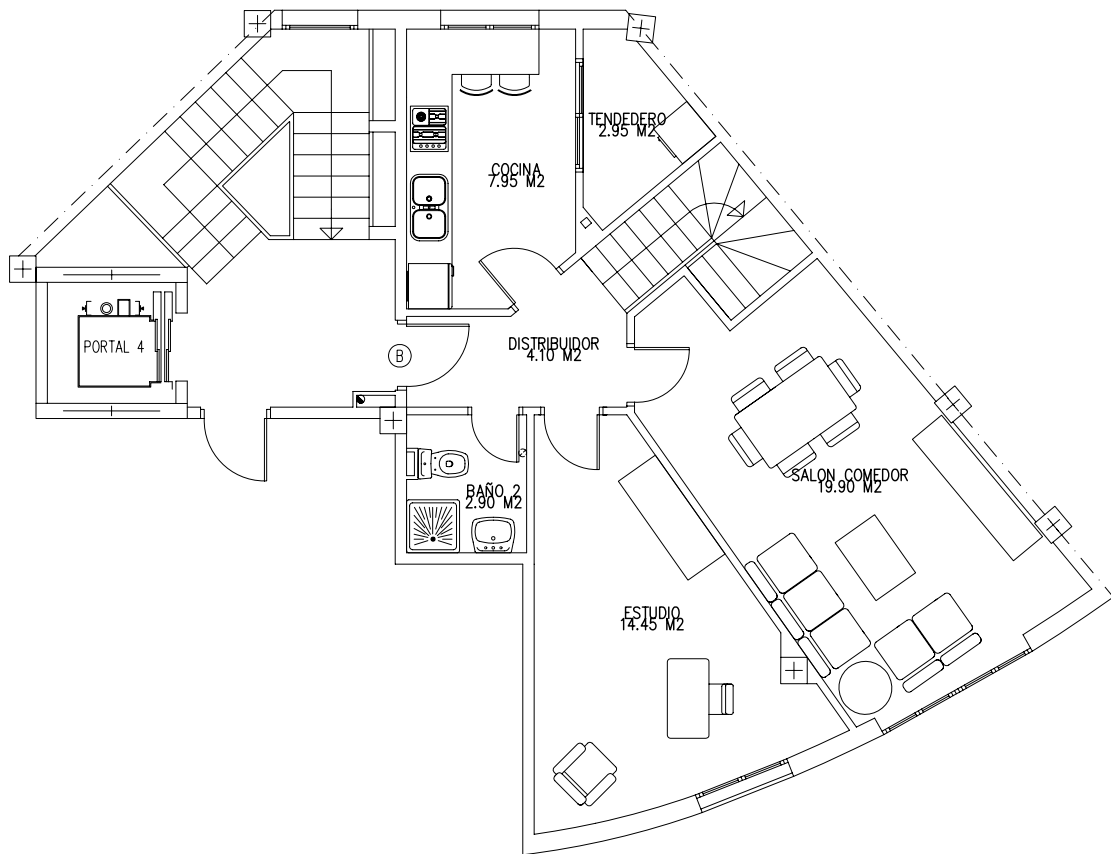 TENDEDERO
2.95 M2
COCINA
7.95 M2
PORTAL 4
B
DISTRIBUIDOR
4.10 M2
SALON COMEDOR
19.90 M2
BAÑO 2
2.90 M2
ESTUDIO
14.45 M2